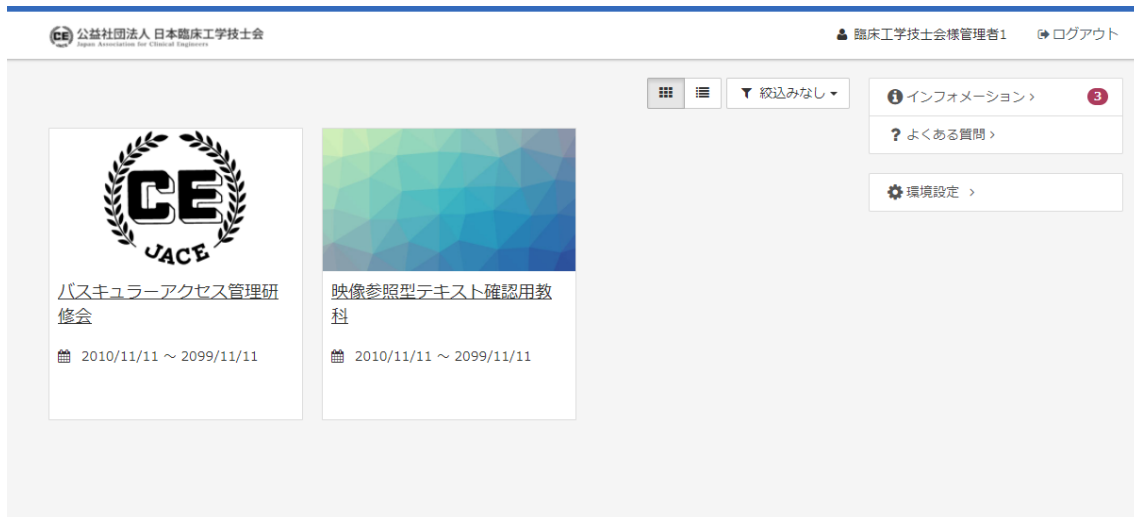 CE 公益社団法人 日本臨床工学技士会
Japan Association for Clinical Engineers
臨床工学技士会様管理者1 ログアウト
絞込みなし
インフォメーション › 3
? よくある質問 ›
環境設定 ›
CE
JACE
バスキュラーアクセス管理研
修会
2010/11/11 ～ 2099/11/11
映像参照型テキスト確認用教
科
2010/11/11 ～ 2099/11/11